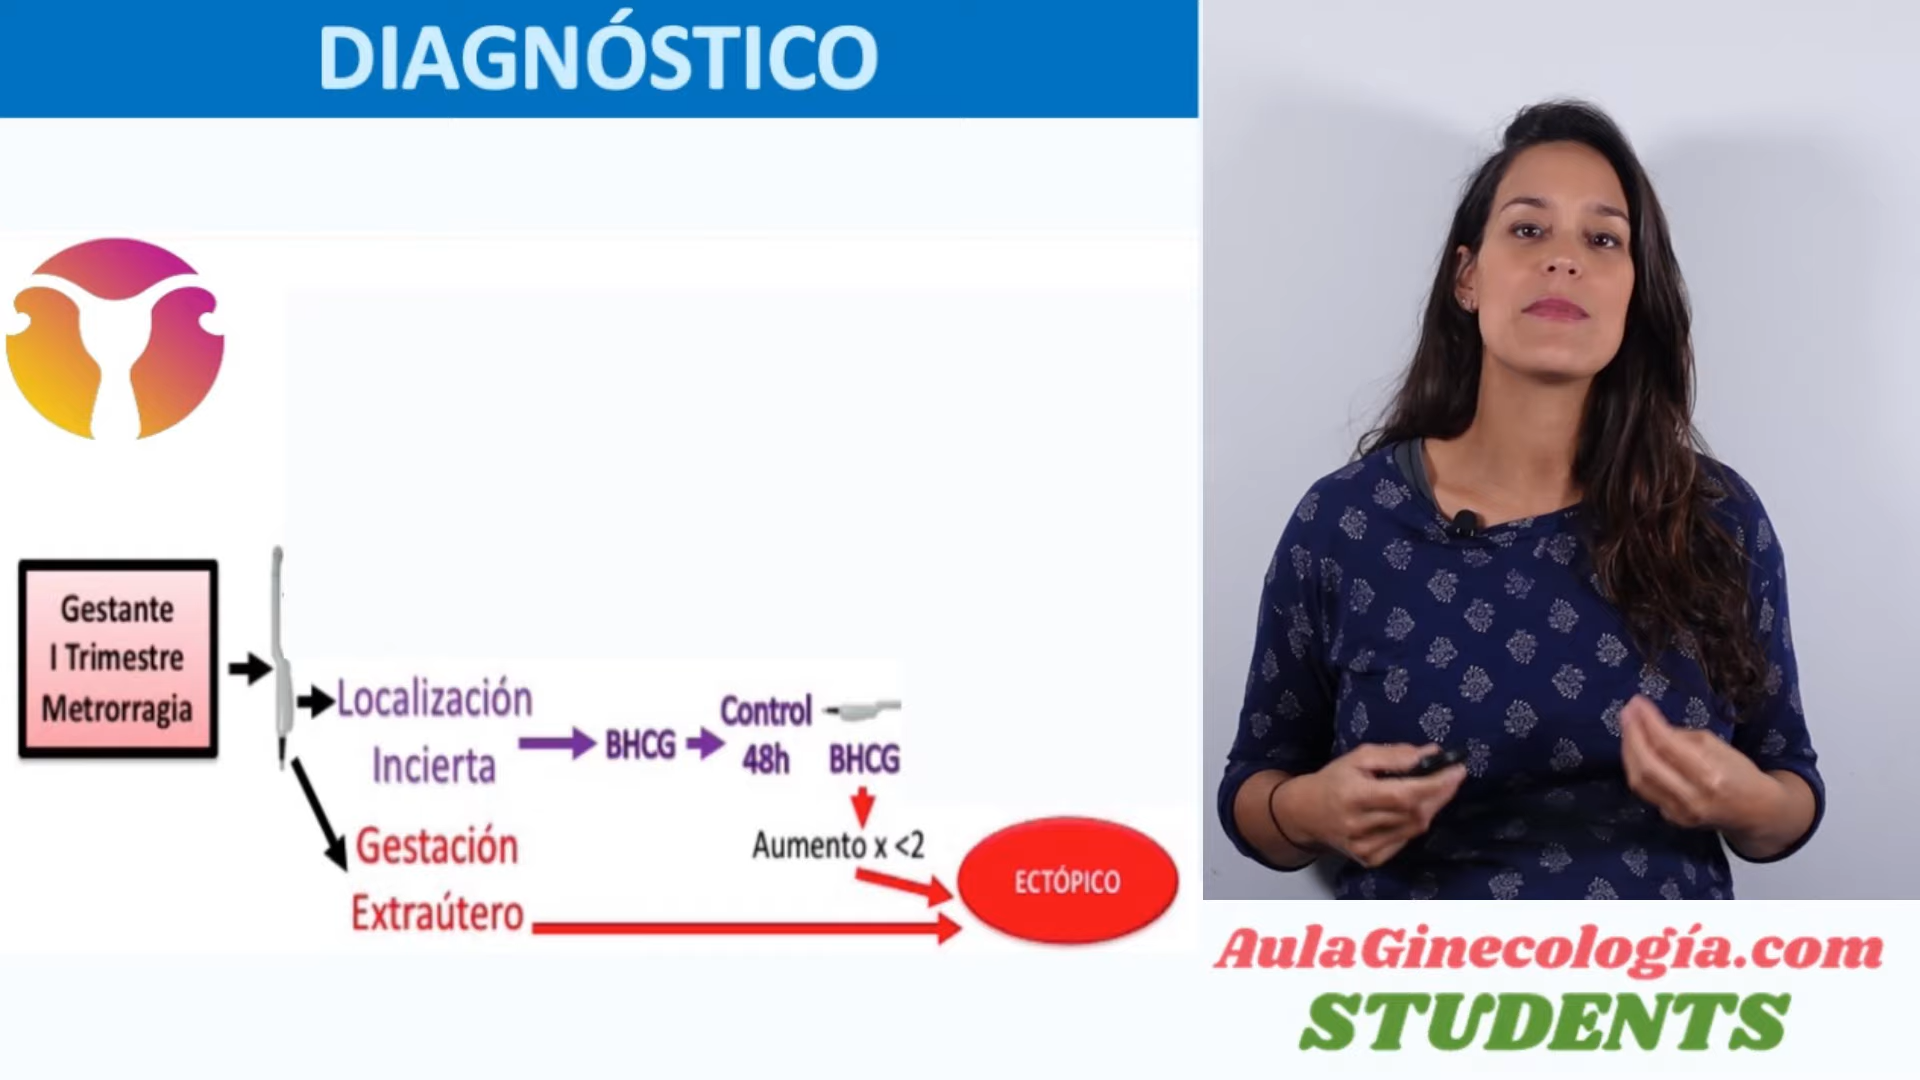 DIAGNÓSTICO
Gestante
I Trimestre
Metrorragia
Localización
Incierta
BHCG
Control
48h
BHCG
Aumento x <2
Gestación
Extraútero
ECTÓPICO
AulaGinecología.com
STUDENTS